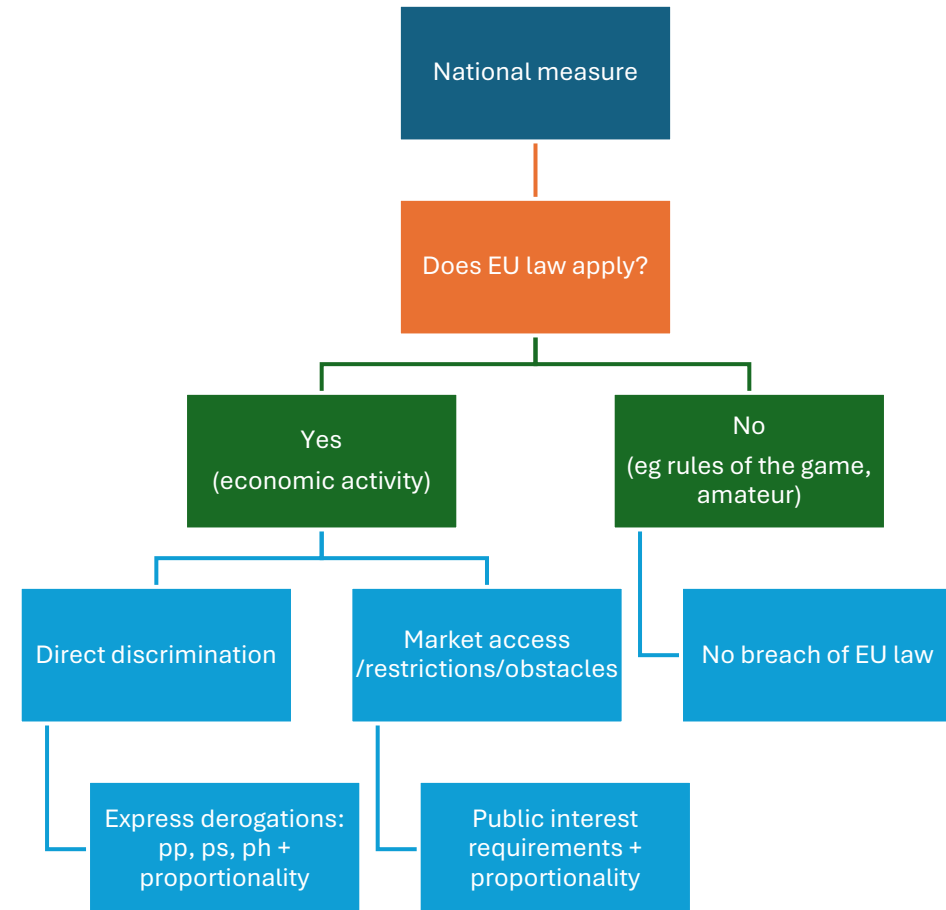 National measure
Does EU law apply?
Yes
(economic activity)
No
(eg rules of the game,
amateur)
Direct discrimination
Market access
/restrictions/obstacles
No breach of EU law
Express derogations:
pp, ps, ph +
proportionality
Public interest
requirements +
proportionality